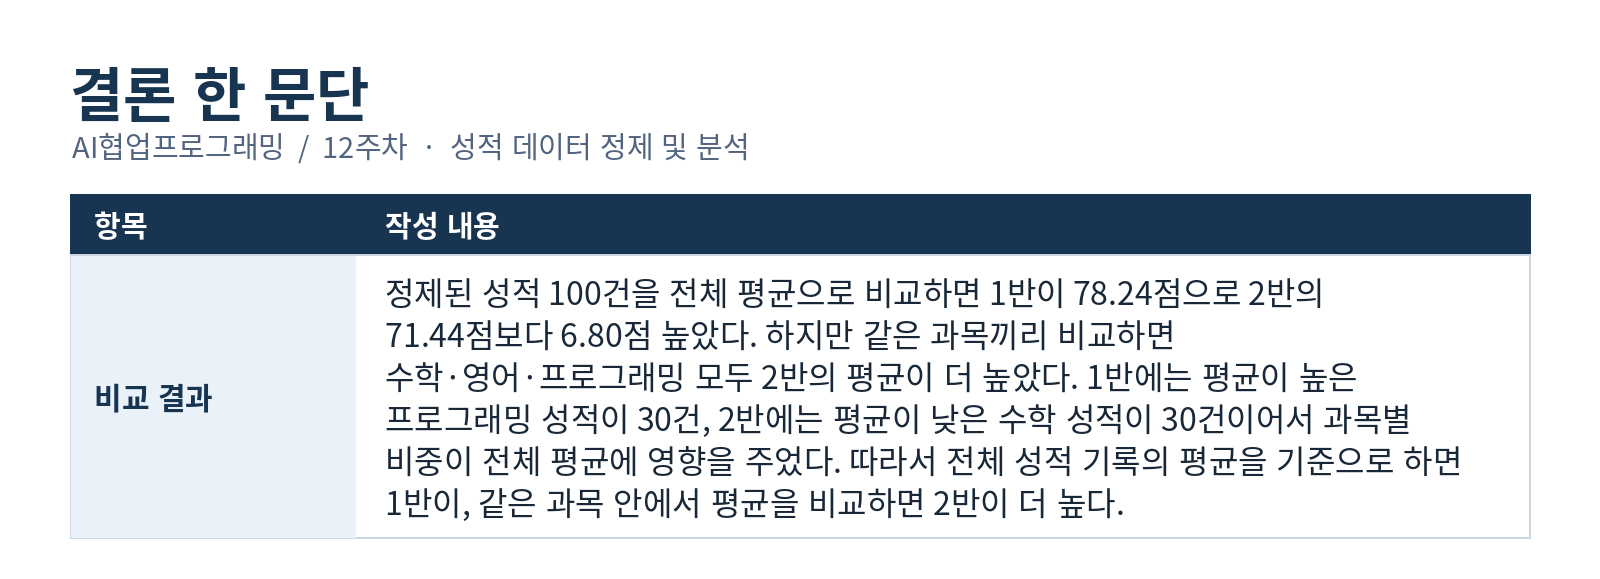 결론 한 문단
AI협업프로그래밍 / 12주차 · 성적 데이터 정제 및 분석
항목 작성 내용
비교 결과
정제된 성적 100건을 전체 평균으로 비교하면 1반이 78.24점으로 2반의
71.44점보다 6.80점 높았다. 하지만 같은 과목끼리 비교하면
수학·영어·프로그래밍 모두 2반의 평균이 더 높았다. 1반에는 평균이 높은
프로그래밍 성적이 30건, 2반에는 평균이 낮은 수학 성적이 30건이어서 과목별
비중이 전체 평균에 영향을 주었다. 따라서 전체 성적 기록의 평균을 기준으로 하면
1반이, 같은 과목 안에서 평균을 비교하면 2반이 더 높다.